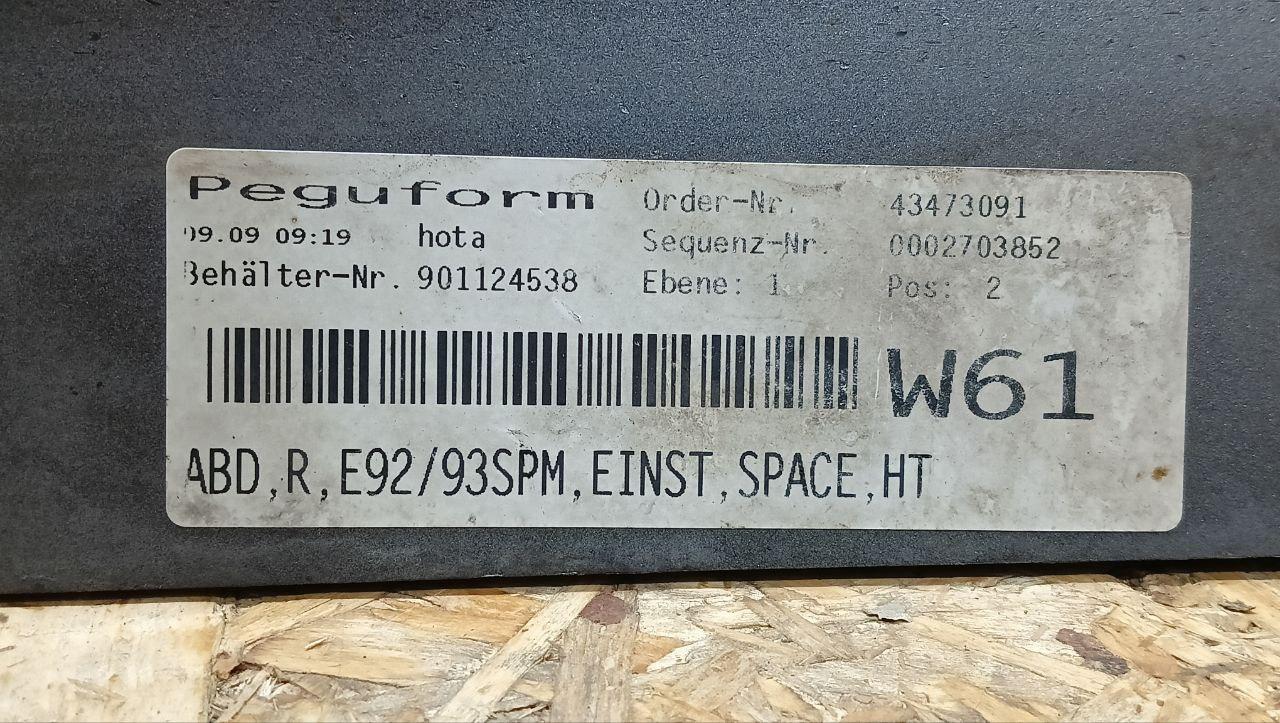 Peguform Order-Nr. 43473091
09.09 09:19 hota Sequenz-Nr. 0002703852
Behälter-Nr. 901124538 Ebene: 1 Pos: 2
W61
ABD,R,E92/93SPM,EINST,SPACE,HT